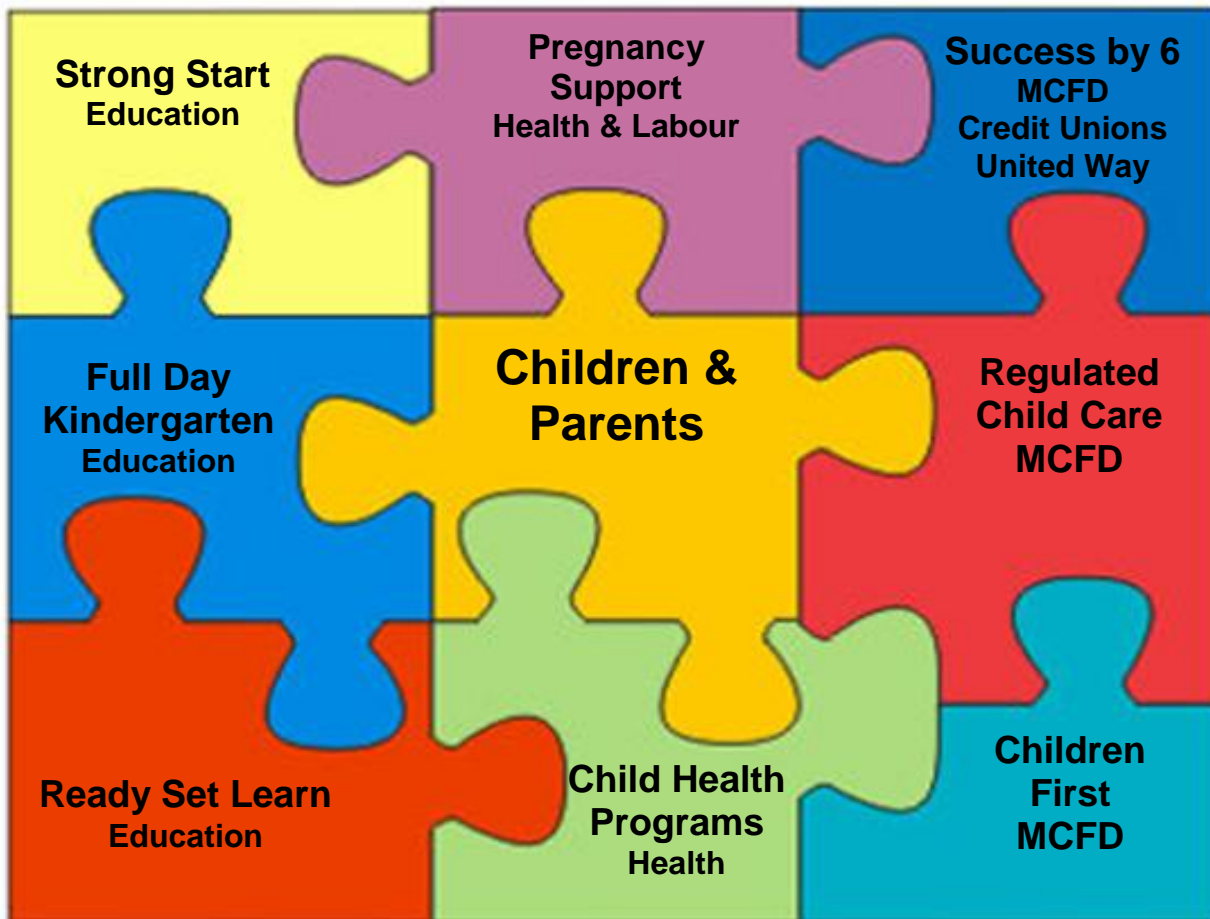 Strong Start
Education
Pregnancy
Support
Health & Labour
Success by 6
MCFD
Credit Unions
United Way
Full Day
Kindergarten
Education
Children &
Parents
Regulated
Child Care
MCFD
Ready Set Learn
Education
Child Health
Programs
Health
Children
First
MCFD